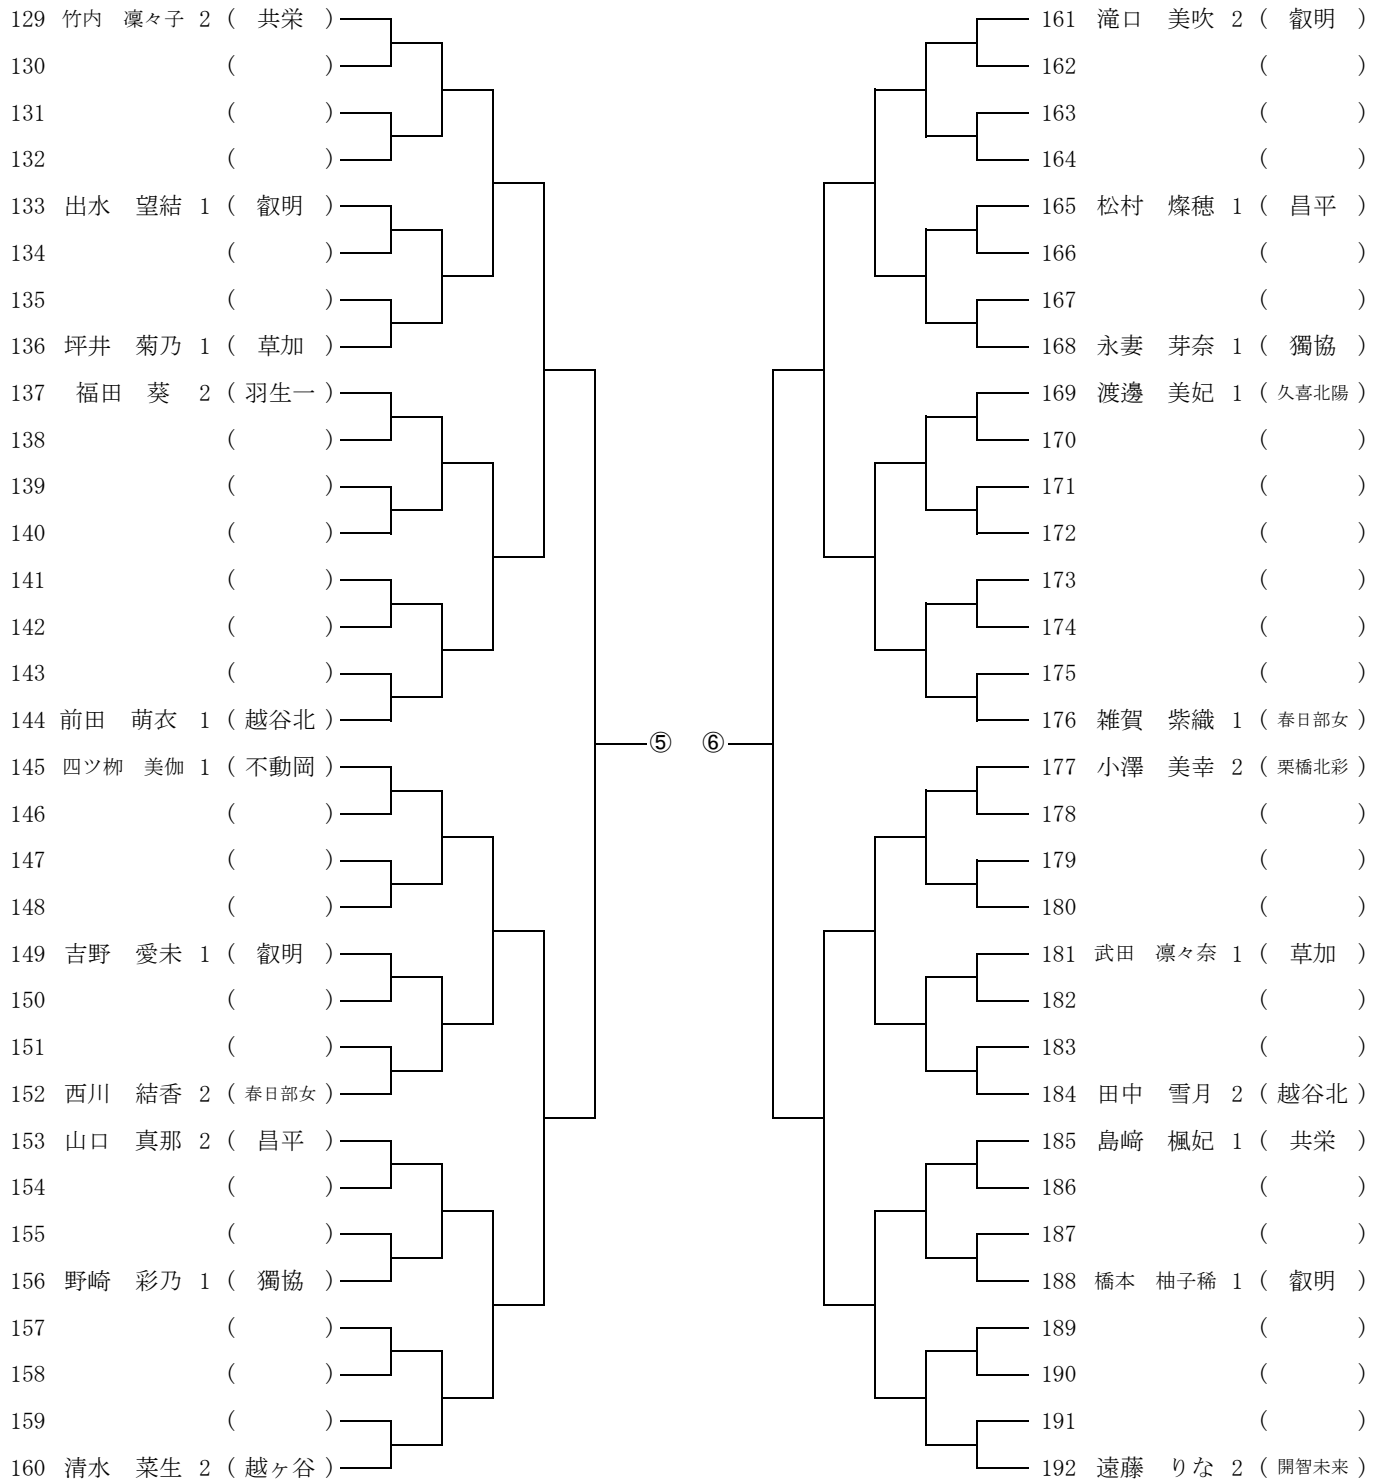 129 竹内　凜々子 2 (　共栄　)
130 (　　　)
131 (　　　)
132 (　　　)
133 出水　望結 1 (　叡明　)
134 (　　　)
135 (　　　)
136 坪井　菊乃 1 (　草加　)
137 福田　葵 2 ( 羽生一 )
138 (　　　)
139 (　　　)
140 (　　　)
141 (　　　)
142 (　　　)
143 (　　　)
144 前田　萌衣 1 ( 越谷北 )
145 四ツ栁　美伽 1 ( 不動岡 )
146 (　　　)
147 (　　　)
148 (　　　)
149 吉野　愛未 1 (　叡明　)
150 (　　　)
151 (　　　)
152 西川　結香 2 ( 春日部女 )
153 山口　真那 2 (　昌平　)
154 (　　　)
155 (　　　)
156 野崎　彩乃 1 (　獨協　)
157 (　　　)
158 (　　　)
159 (　　　)
160 清水　菜生 2 ( 越ヶ谷 )
⑤　⑥
161 滝口　美吹 2 (　叡明　)
162 (　　　)
163 (　　　)
164 (　　　)
165 松村　燦穂 1 (　昌平　)
166 (　　　)
167 (　　　)
168 永妻　芽奈 1 (　獨協　)
169 渡邊　美妃 1 ( 久喜北陽 )
170 (　　　)
171 (　　　)
172 (　　　)
173 (　　　)
174 (　　　)
175 (　　　)
176 雑賀　紫織 1 ( 春日部女 )
177 小澤　美幸 2 ( 栗橋北彩 )
178 (　　　)
179 (　　　)
180 (　　　)
181 武田　凛々奈 1 (　草加　)
182 (　　　)
183 (　　　)
184 田中　雪月 2 ( 越谷北 )
185 島﨑　楓妃 1 (　共栄　)
186 (　　　)
187 (　　　)
188 橋本　柚子稀 1 (　叡明　)
189 (　　　)
190 (　　　)
191 (　　　)
192 遠藤　りな 2 ( 開智未来 )